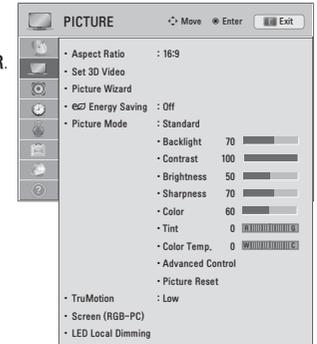 PICTURE Move Enter Exit
R.
• Aspect Ratio : 16:9
• Set 3D Video
• Picture Wizard
• Energy Saving : Off
• Picture Mode : Standard
• Backlight 70
• Contrast 100
• Brightness 50
• Sharpness 70
• Color 60
• Tint 0 R G
• Color Temp. 0 W C
• Advanced Control
• Picture Reset
• TruMotion : Low
• Screen (RGB-PC)
• LED Local Dimming